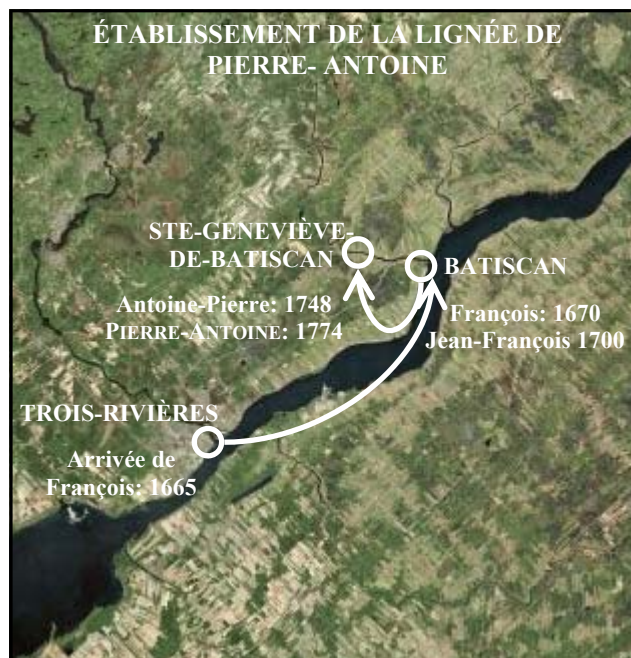 ÉTABLISSEMENT DE LA LIGNÉE DE
PIERRE- ANTOINE
STE-GENEVIÈVE-
DE-BATISCAN
BATISCAN
Antoine-Pierre: 1748
PIERRE-ANTOINE: 1774
François: 1670
Jean-François 1700
TROIS-RIVIÈRES
Arrivée de
François: 1665